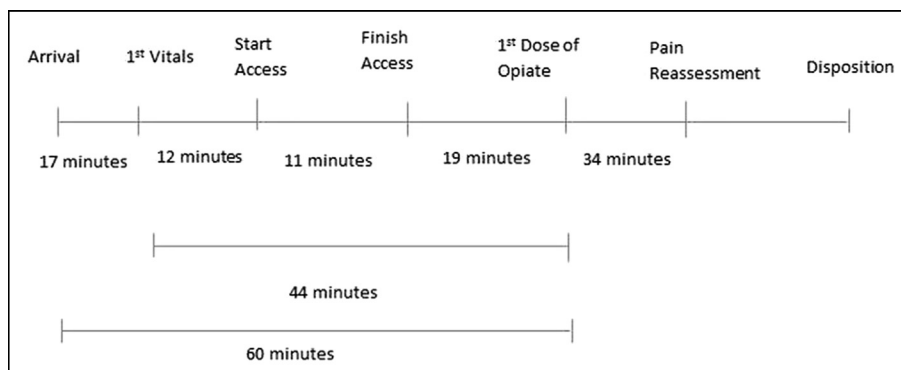 Arrival
1st Vitals
Start
Access
Finish
Access
1st Dose of
Opiate
Pain
Reassessment
Disposition
17 minutes
12 minutes
11 minutes
19 minutes
34 minutes
44 minutes
60 minutes